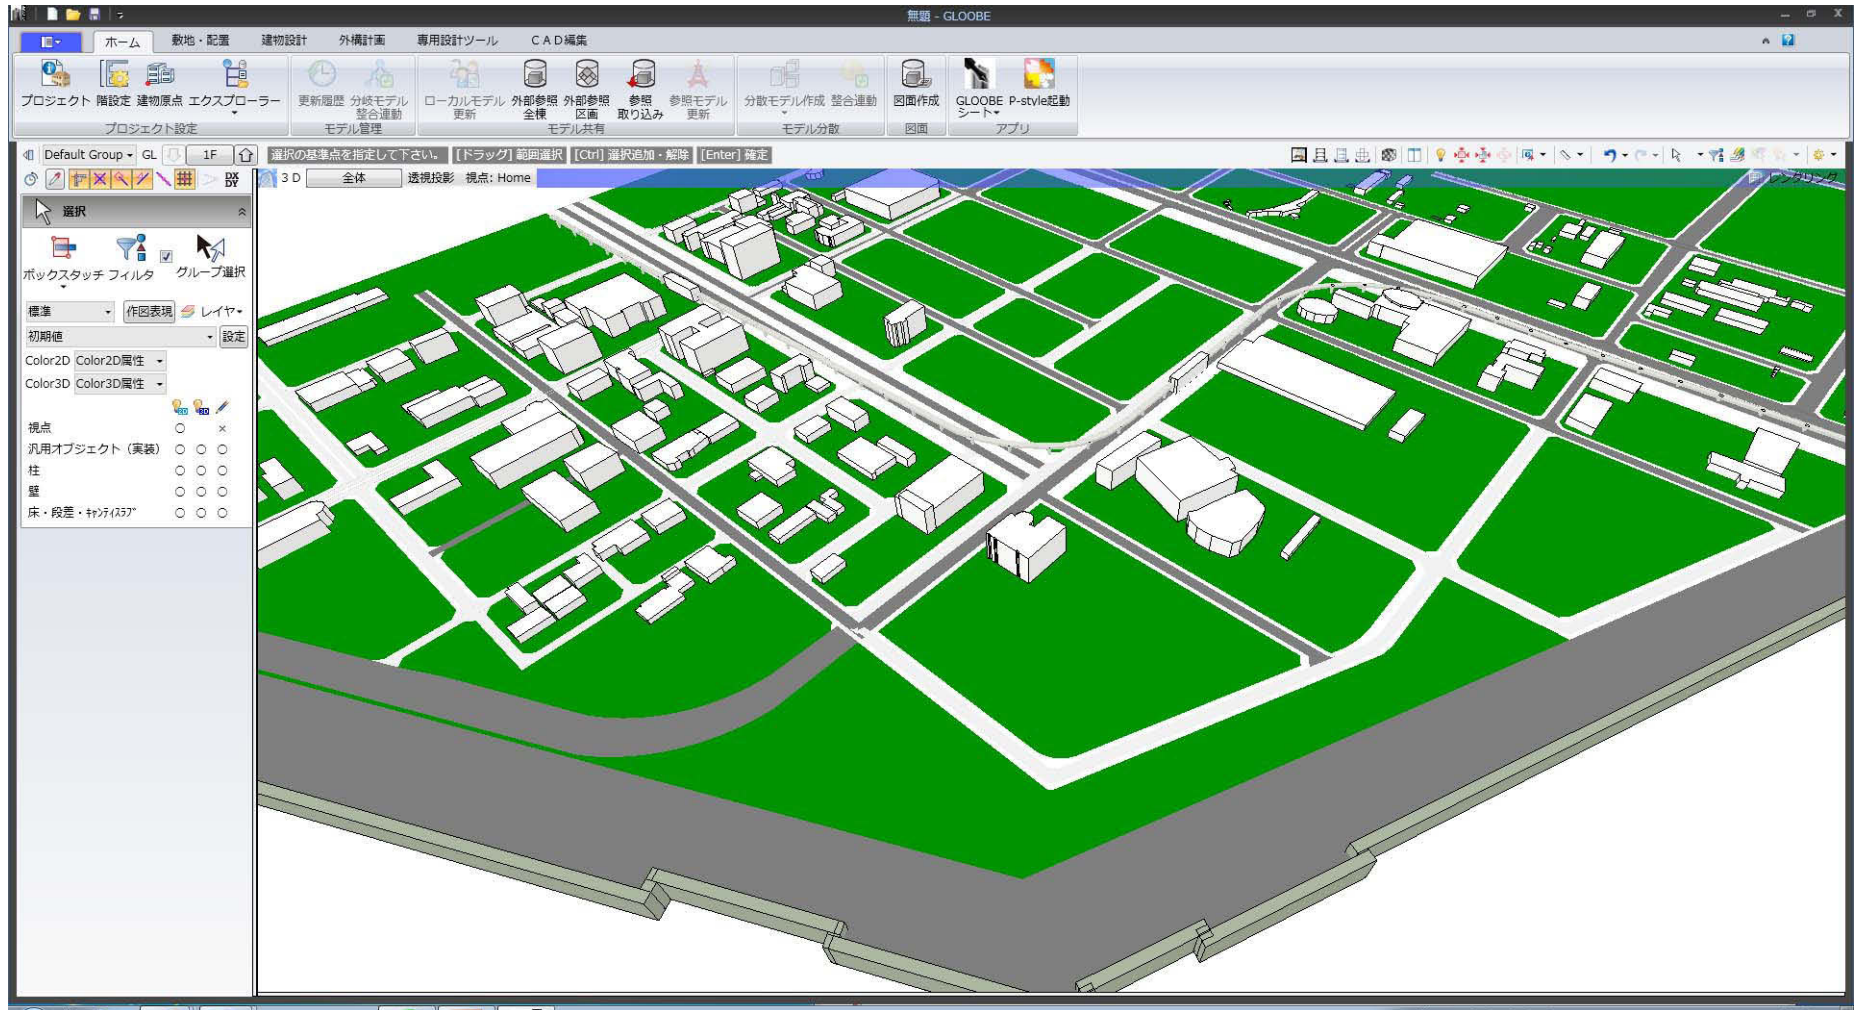 無題 - GLOOBE
ホーム 敷地・配置 建物設計 外構計画 専用設計ツール ＣＡＤ編集
プロジェクト 階設定 建物原点 エクスプローラー 更新履歴 分岐モデル整合連動 ローカルモデル更新 外部参照全棟 外部参照区画 参照取り込み 参照モデル更新 分散モデル作成 整合連動 図面作成 GLOOBEシート P-style起動
プロジェクト設定 モデル管理 モデル共有 モデル分散 図面 アプリ
Default Group GL 1F 選択の基準点を指定して下さい。 [ドラッグ] 範囲選択 [Ctrl] 選択追加・解除 [Enter] 確定
3 D 全体 透視投影 視点: Home レンダリング
選択
ボックスタッチ フィルタ グループ選択
標準 作図表現 レイヤ
初期値 設定
Color2D Color2D属性
Color3D Color3D属性
2D 3D
視点 ○ ×
汎用オブジェクト（実装） ○ ○ ○
柱 ○ ○ ○
壁 ○ ○ ○
床・段差・ｷｬﾝﾃｨｽﾗﾌﾞ ○ ○ ○